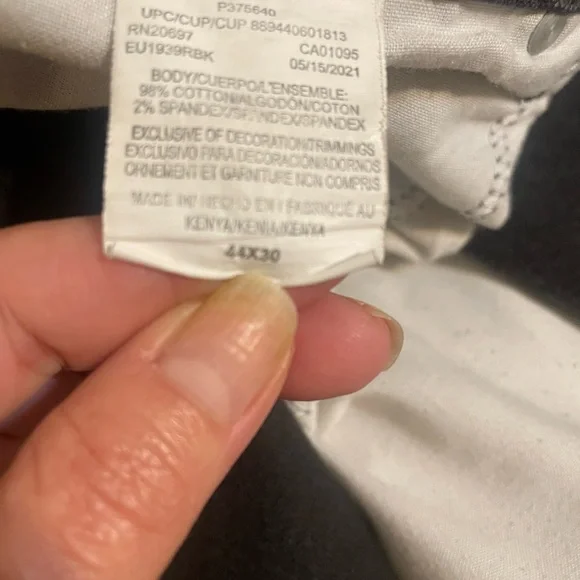 P375640
UPC/CUP/CUP 889440601813
RN20697 CA01095
EU1939RBK 05/15/2021
BODY/CUERPO/L'ENSEMBLE:
98% COTTON/ALGODÓN/COTON
2% SPANDEX/SPANDEX/SPANDEX
EXCLUSIVE OF DECORATION/TRIMMINGS
EXCLUSIVO PARA DECORACION/ADORNOS
ORNEMENT ET GARNITURE NON COMPRIS
MADE IN/ HECHO EN / FABRIQUE AU
KENYA/KENIA/KENYA
44X30